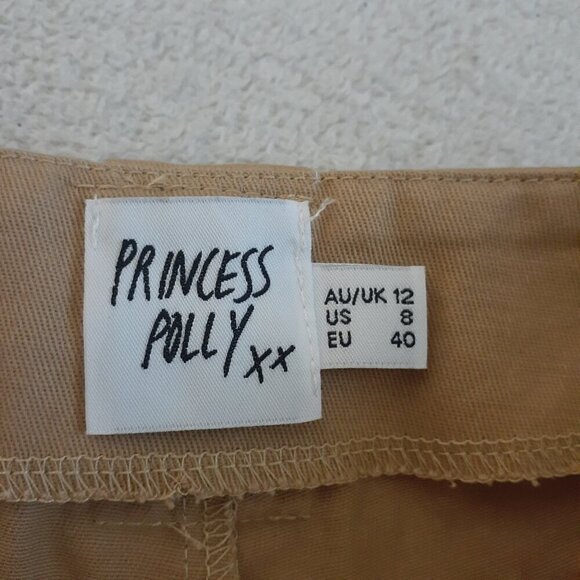 PRINCESS
POLLY xx
AU/UK 12
US 8
EU 40